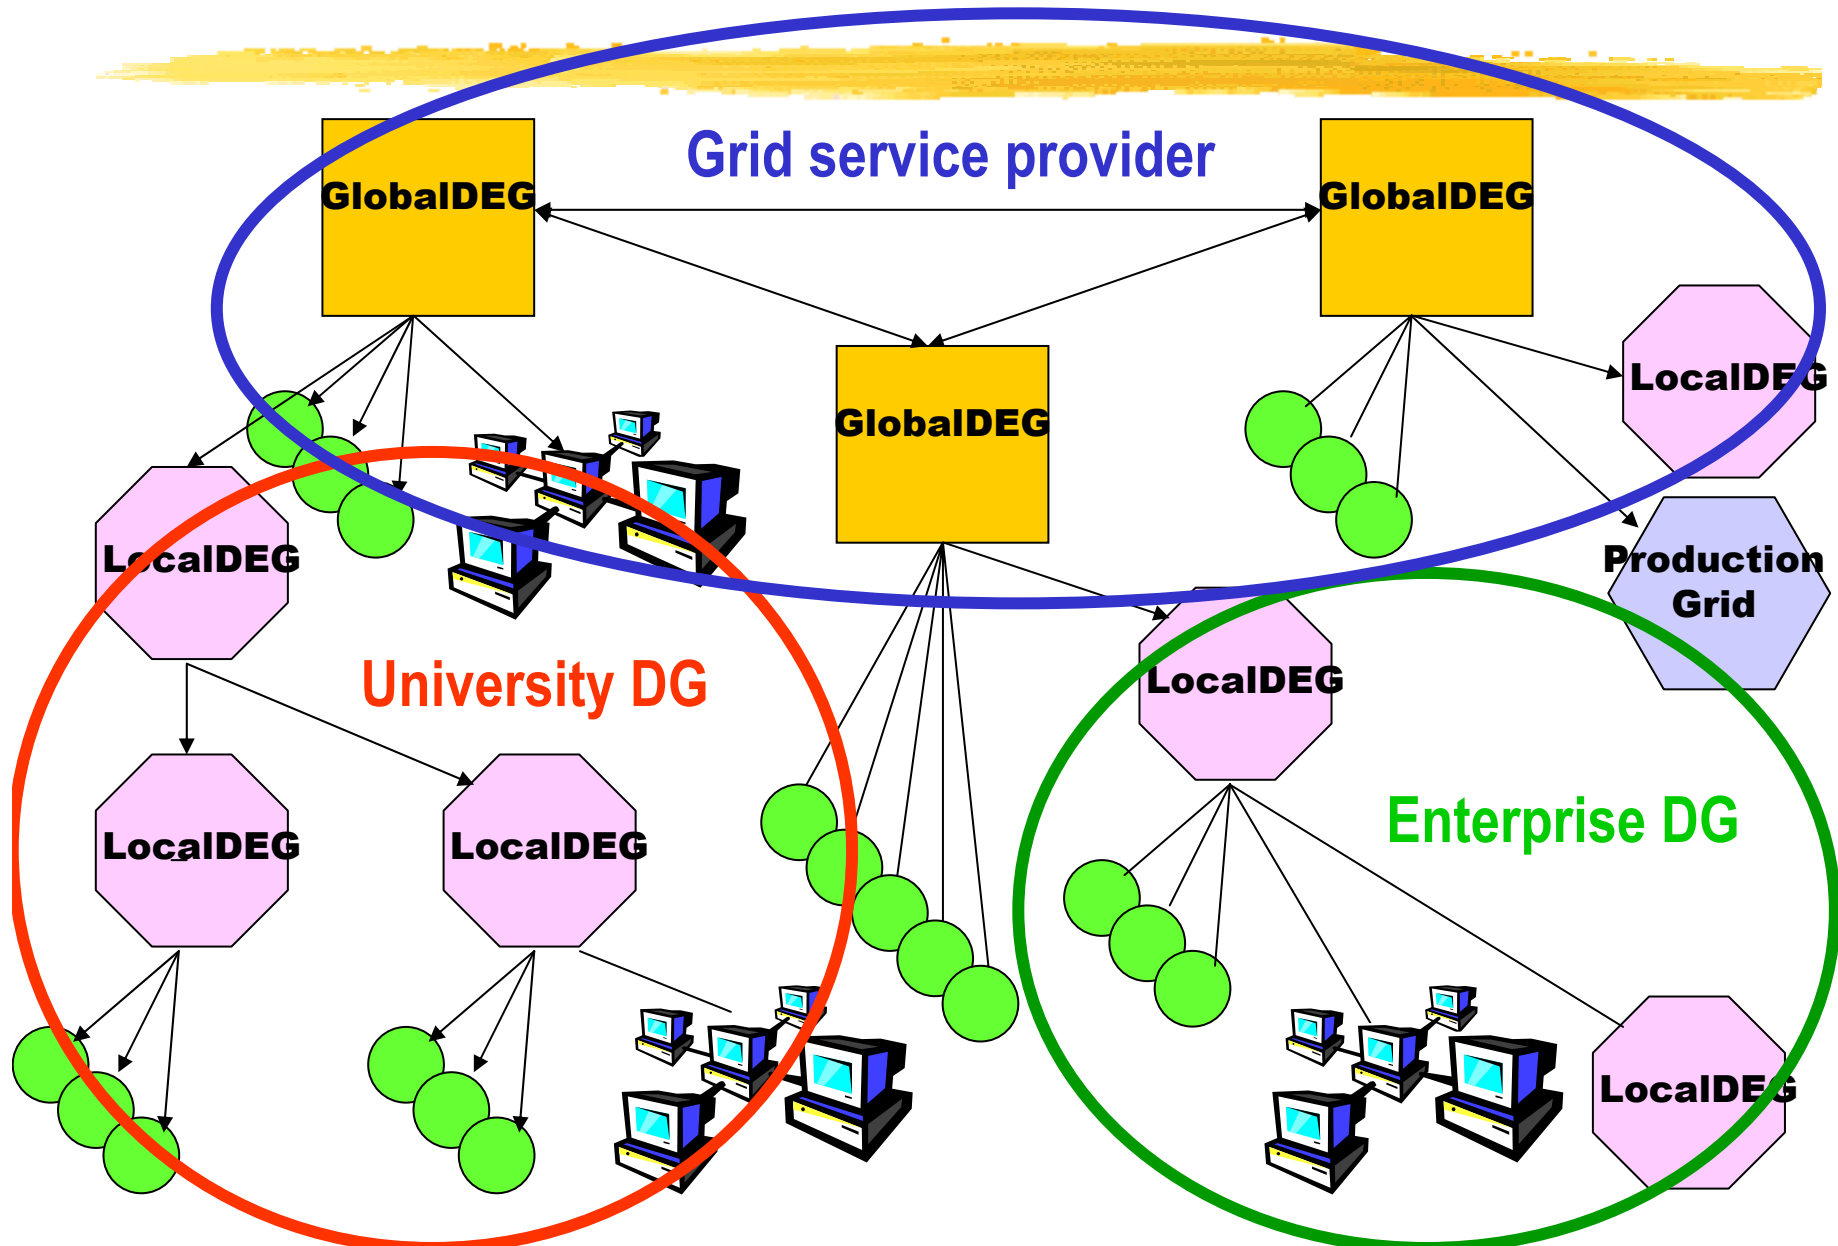 Grid service provider
GlobalDEG
GlobalDEG
LocalDEG
GlobalDEG
LocalDEG
Production
Grid
University DG
LocalDEG
Enterprise DG
LocalDEG
LocalDEG
LocalDEG